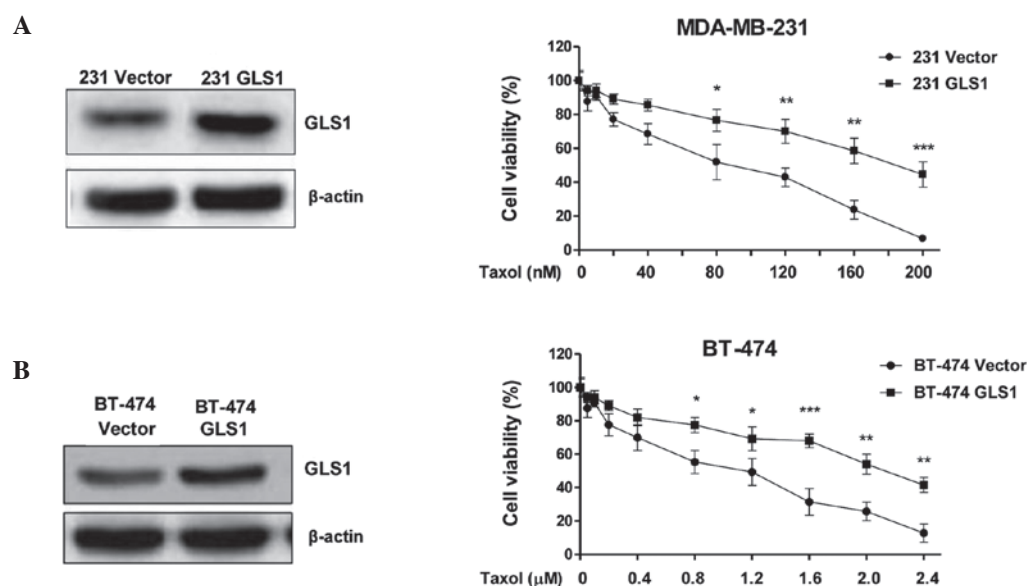 A
231 Vector 231 GLS1
GLS1
β-actin
MDA-MB-231
231 Vector
231 GLS1
Cell viability (%)
120
100
80
60
40
20
0
*
*
**
**
***
Taxol (nM) 0 40 80 120 160 200
B
BT-474 Vector
BT-474 GLS1
GLS1
β-actin
BT-474
BT-474 Vector
BT-474 GLS1
Cell viability (%)
120
100
80
60
40
20
0
*
*
***
**
**
Taxol (μM) 0 0.4 0.8 1.2 1.6 2.0 2.4